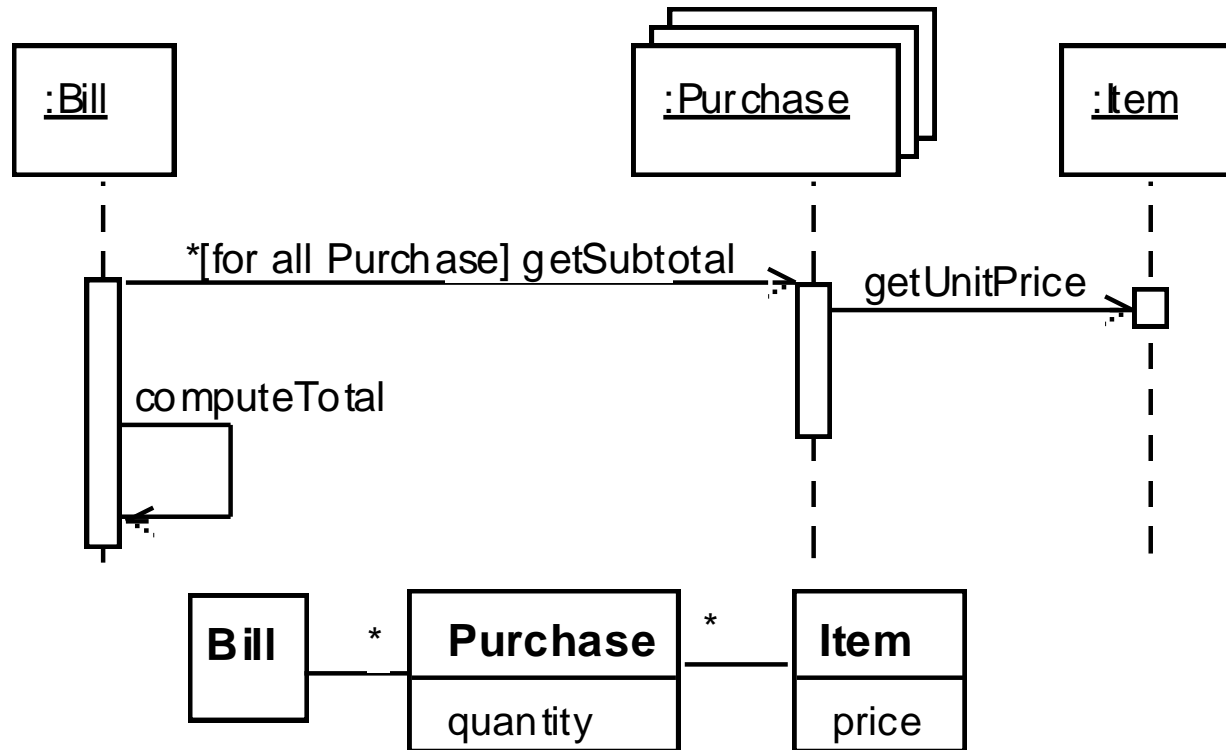 :Bill
:Purchase
:Item
*[for all Purchase] getSubtotal
getUnitPrice
computeTotal
Bill
*
Purchase
*
Item
quantity
price